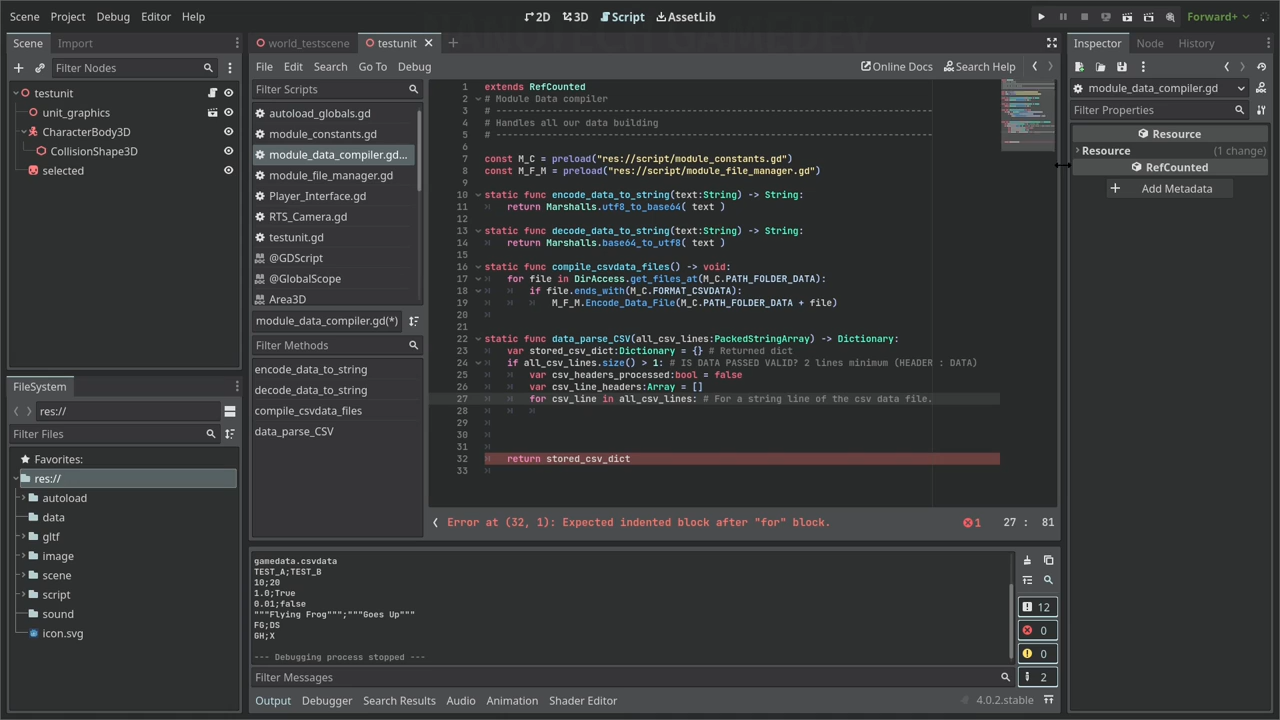 Scene Project Debug Editor Help
2D 3D Script AssetLib
Forward+
Scene Import
Filter Nodes
testunit
unit_graphics
CharacterBody3D
CollisionShape3D
selected
FileSystem
res://
Filter Files
Favorites:
res://
autoload
data
gltf
image
scene
script
sound
icon.svg
world_testscene testunit
File Edit Search Go To Debug
Online Docs Search Help
Filter Scripts
autoload_globals.gd
module_constants.gd
module_data_compiler.gd...
module_file_manager.gd
Player_Interface.gd
RTS_Camera.gd
testunit.gd
@GDScript
@GlobalScope
Area3D
module_data_compiler.gd(*)
Filter Methods
encode_data_to_string
decode_data_to_string
compile_csvdata_files
data_parse_CSV
1 extends RefCounted
2 # Module Data compiler
3 # ------------------------------------------------------------------------------
4 # Handles all our data building
5 # ------------------------------------------------------------------------------
6
7 const M_C = preload("res://script/module_constants.gd")
8 const M_F_M = preload("res://script/module_file_manager.gd")
9
10 static func encode_data_to_string(text:String) -> String:
11 return Marshalls.utf8_to_base64( text )
12
13 static func decode_data_to_string(text:String) -> String:
14 return Marshalls.base64_to_utf8( text )
15
16 static func compile_csvdata_files() -> void:
17 for file in DirAccess.get_files_at(M_C.PATH_FOLDER_DATA):
18 if file.ends_with(M_C.FORMAT_CSVDATA):
19 M_F_M.Encode_Data_File(M_C.PATH_FOLDER_DATA + file)
20
21
22 static func data_parse_CSV(all_csv_lines:PackedStringArray) -> Dictionary:
23 var stored_csv_dict:Dictionary = {} # Returned dict
24 if all_csv_lines.size() > 1: # IS DATA PASSED VALID? 2 lines minimum (HEADER : DATA)
25 var csv_headers_processed:bool = false
26 var csv_line_headers:Array = []
27 for csv_line in all_csv_lines: # For a string line of the csv data file.
28
29
30
31
32 return stored_csv_dict
33
Error at (32, 1): Expected indented block after "for" block.
1 27 : 81
gamedata.csvdata
TEST_A;TEST_B
10;20
1.0;True
0.01;false
"""Flying Frog""";"""Goes Up"""
FG;DS
GH;X
--- Debugging process stopped ---
12
0
0
2
Filter Messages
Output Debugger Search Results Audio Animation Shader Editor
4.0.2.stable
Inspector Node History
module_data_compiler.gd
Filter Properties
Resource
Resource (1 change)
RefCounted
Add Metadata